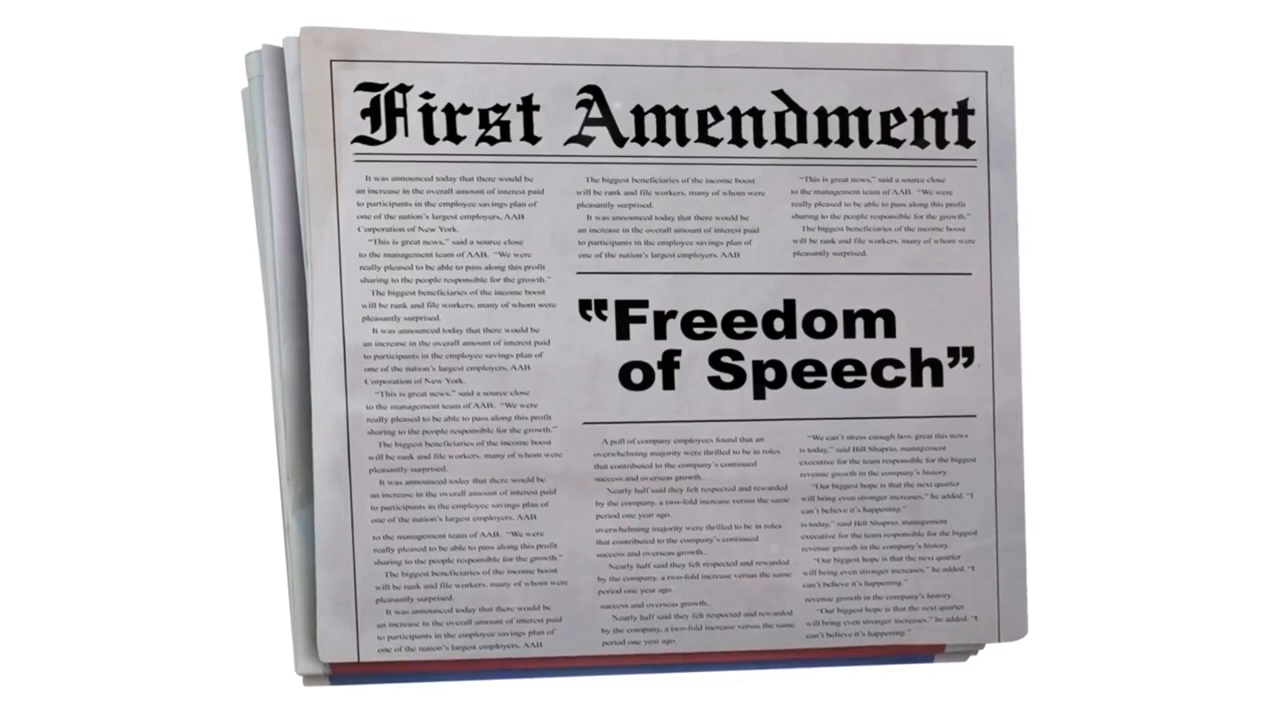 First Amendment
It was announced today that there would be
an increase in the overall amount of interest paid
to participants in the employee savings plan of
one of the nation's largest employers, AAB
Corporation of New York.
"This is great news," said a source close
to the management team of AAB. "We were
really pleased to be able to pass along this profit
sharing to the people responsible for the growth."
The biggest beneficiaries of the income boost
will be rank and file workers, many of whom were
pleasantly surprised.
It was announced today that there would be
an increase in the overall amount of interest paid
to participants in the employee savings plan of
one of the nation's largest employers, AAB
Corporation of New York.
"This is great news," said a source close
to the management team of AAB. "We were
really pleased to be able to pass along this profit
sharing to the people responsible for the growth."
The biggest beneficiaries of the income boost
will be rank and file workers, many of whom were
pleasantly surprised.
It was announced today that there would be
an increase in the overall amount of interest paid
to participants in the employee savings plan of
one of the nation's largest employers, AAB
to the management team of AAB. "We were
really pleased to be able to pass along this profit
sharing to the people responsible for the growth."
The biggest beneficiaries of the income boost
will be rank and file workers, many of whom were
pleasantly surprised.
It was announced today that there would be
an increase in the overall amount of interest paid
to participants in the employee savings plan of
one of the nation's largest employers, AAB
The biggest beneficiaries of the income boost
will be rank and file workers, many of whom were
pleasantly surprised.
It was announced today that there would be
an increase in the overall amount of interest paid
to participants in the employee savings plan of
one of the nation's largest employers, AAB
"This is great news," said a source close
to the management team of AAB. "We were
really pleased to be able to pass along this profit
sharing to the people responsible for the growth."
The biggest beneficiaries of the income boost
will be rank and file workers, many of whom were
pleasantly surprised.
"Freedom
of Speech"
A poll of company employees found that an
overwhelming majority were thrilled to be in roles
that contributed to the company's continued
success and overseas growth..
Nearly half said they felt respected and rewarded
by the company, a two-fold increase versus the same
period one year ago.
overwhelming majority were thrilled to be in roles
that contributed to the company's continued
success and overseas growth..
Nearly half said they felt respected and rewarded
by the company, a two-fold increase versus the same
period one year ago.
success and overseas growth..
Nearly half said they felt respected and rewarded
by the company, a two-fold increase versus the same
period one year ago.
"We can't stress enough how great this news
is today," said Hill Shaprio, management
executive for the team responsible for the biggest
revenue growth in the company's history.
"Our biggest hope is that the next quarter
will bring even stronger increases," he added. "I
can't believe it's happening."
is today," said Hill Shaprio, management
executive for the team responsible for the biggest
revenue growth in the company's history.
"Our biggest hope is that the next quarter
will bring even stronger increases," he added. "I
can't believe it's happening."
revenue growth in the company's history.
"Our biggest hope is that the next quarter
will bring even stronger increases," he added, "I
can't believe it's happening."